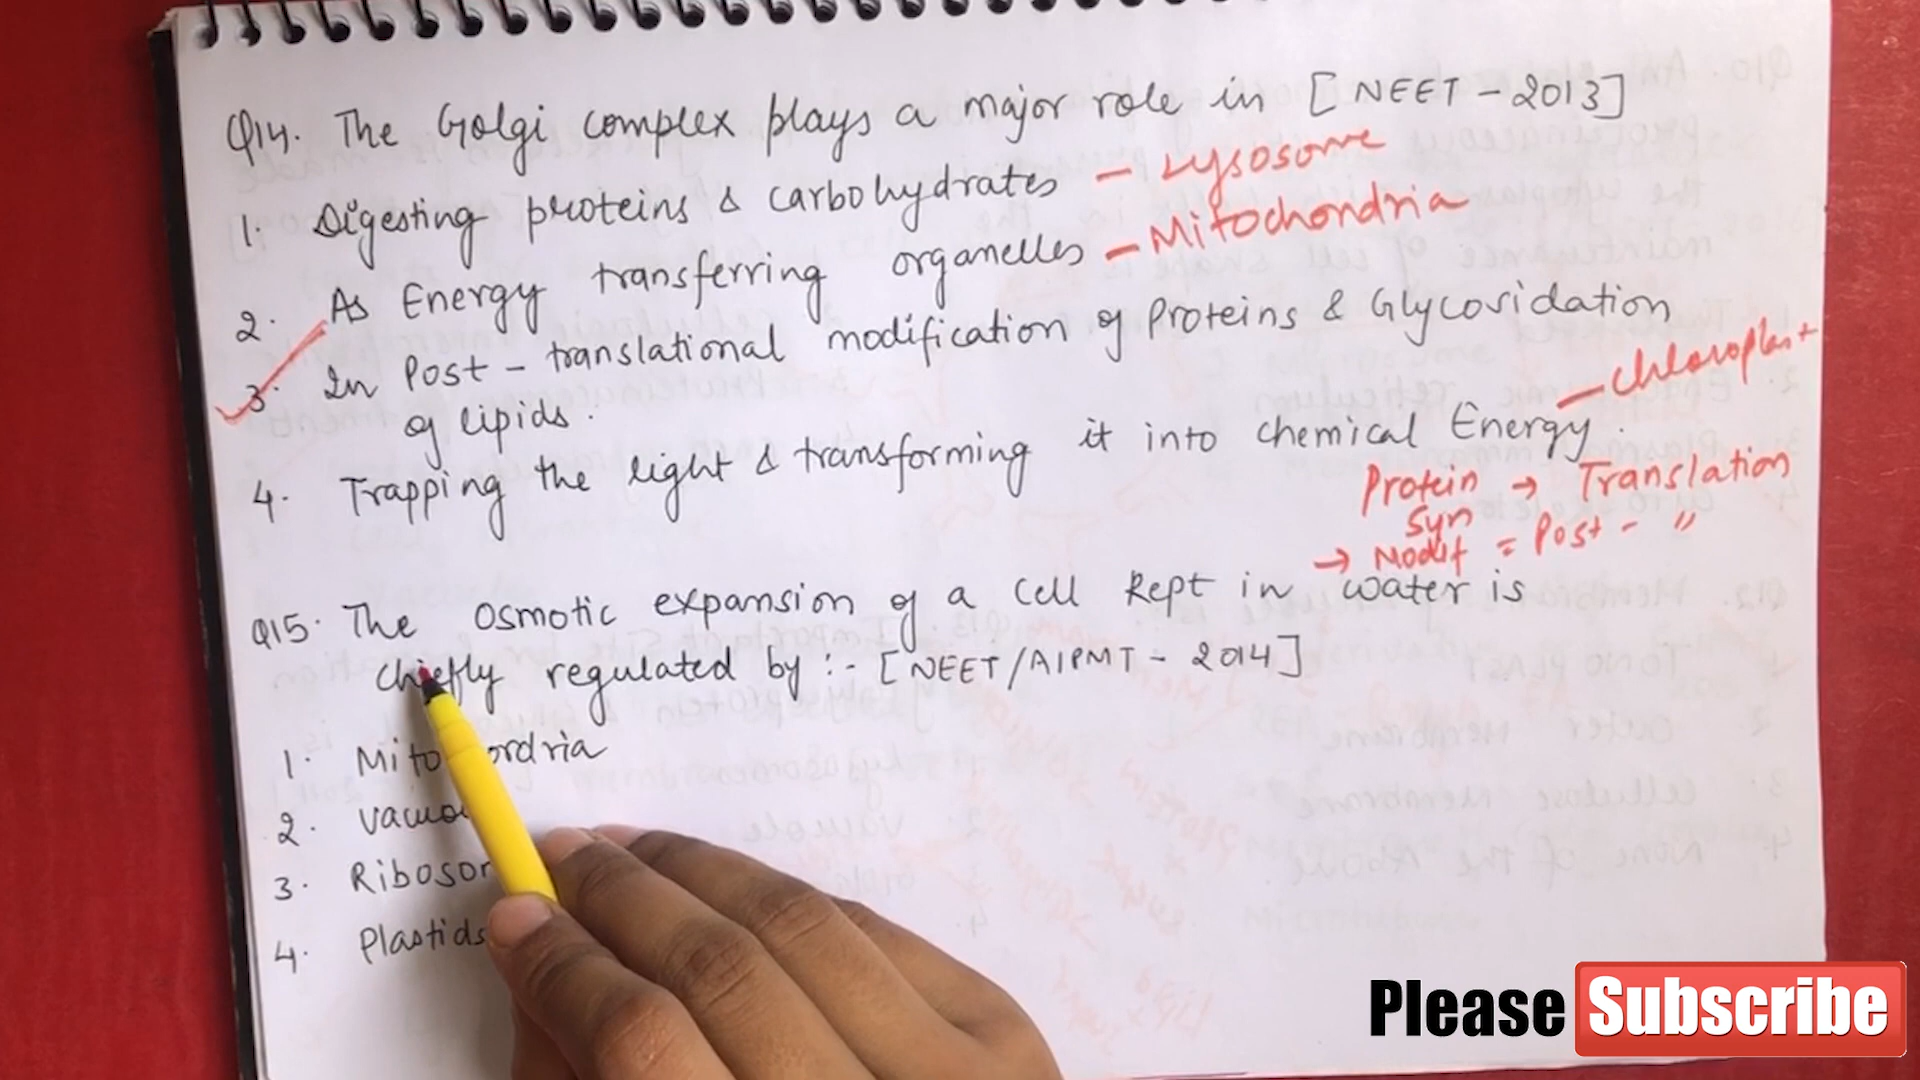 Q14. The Golgi complex plays a major role in [NEET - 2013]
1. Digesting proteins & carbohydrates - Lysosome
2. As Energy transferring organelles - Mitochondria
3. In Post - translational modification of Proteins & Glycosidation
of lipids.
4. Trapping the light & transforming it into chemical Energy. - chloroplast
Protein → Translation
Syn
→ Modif = Post - "
Q15. The osmotic expansion of a cell kept in water is
chiefly regulated by :- [NEET/AIPMT - 2014]
1.
2.
3.
4. Plastids
Please Subscribe